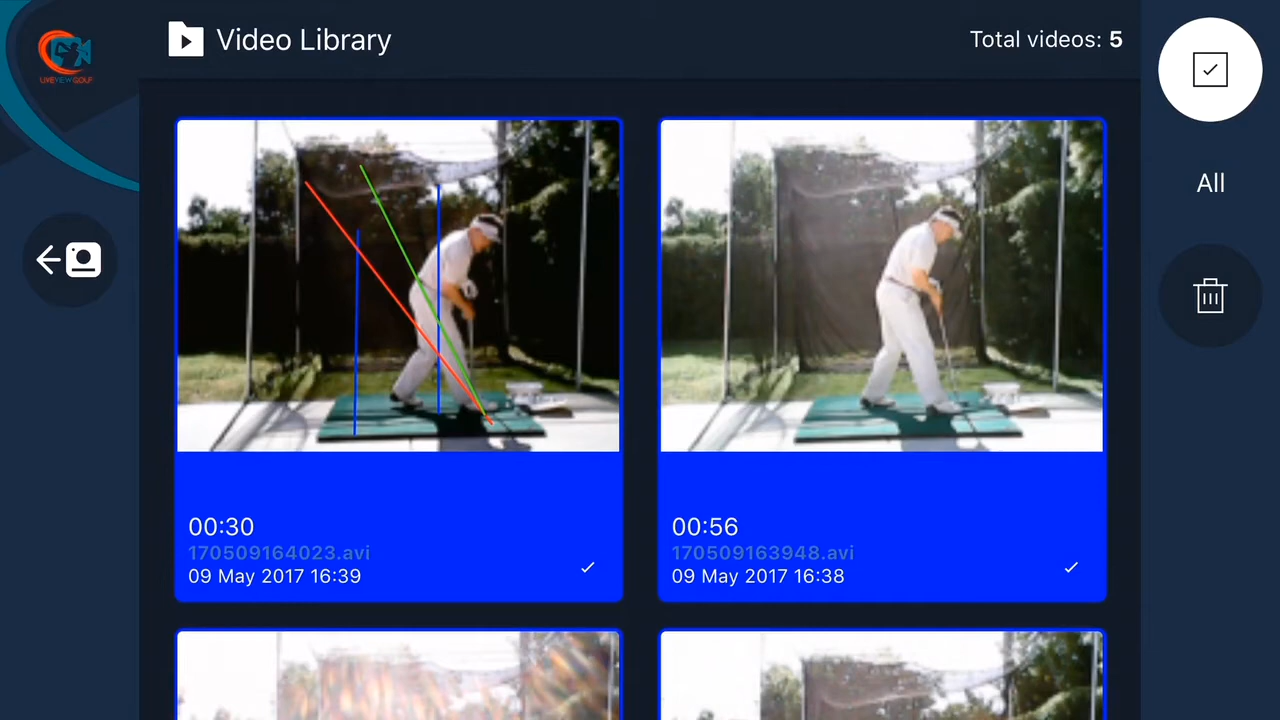 LIVEVIEWGOLF
Video Library
Total videos: 5
All
00:30
170509164023.avi
09 May 2017 16:39
00:56
170509163948.avi
09 May 2017 16:38